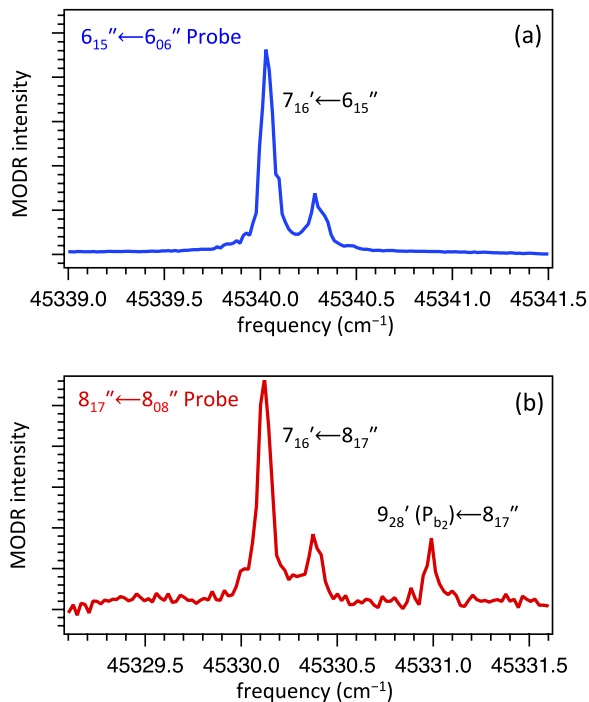 6₁₅″⟵6₀₆″ Probe
(a)
7₁₆′⟵6₁₅″
MODR intensity
45339.0 45339.5 45340.0 45340.5 45341.0 45341.5
frequency (cm⁻¹)
8₁₇″⟵8₀₈″ Probe
(b)
7₁₆′⟵8₁₇″
9₂₈′ (P_b₂)⟵8₁₇″
MODR intensity
45329.5 45330.0 45330.5 45331.0 45331.5
frequency (cm⁻¹)